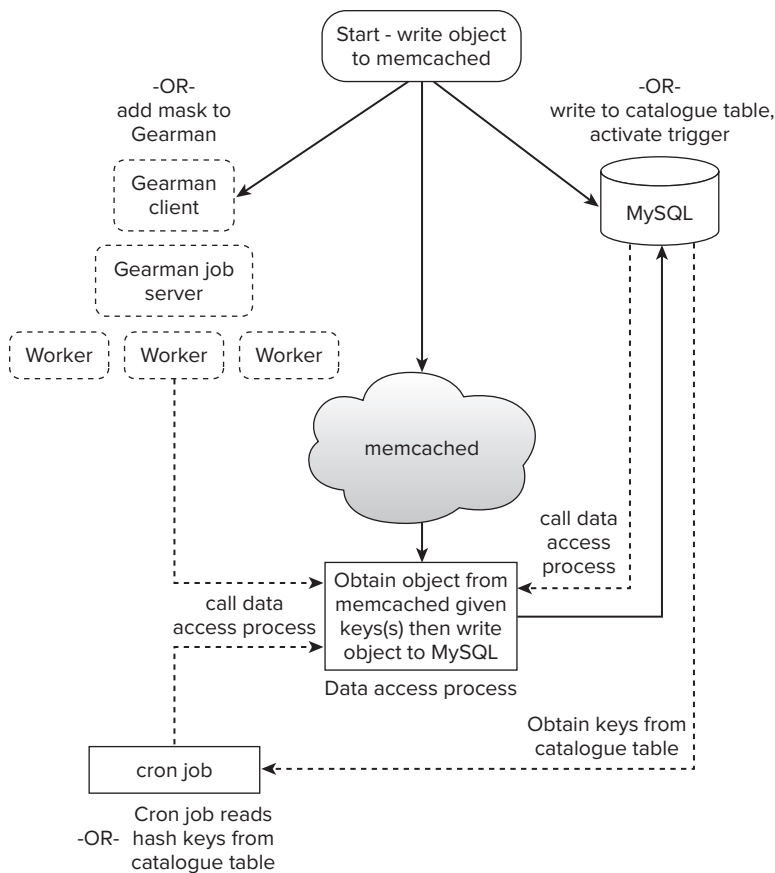 Start - write object
to memcached
-OR-
add mask to
Gearman
-OR-
write to catalogue table,
activate trigger
Gearman
client
MySQL
Gearman job
server
Worker
Worker
Worker
memcached
call data
access
process
Obtain object from
memcached given
keys(s) then write
object to MySQL
call data
access process
Data access process
Obtain keys from
catalogue table
cron job
-OR-
Cron job reads
hash keys from
catalogue table